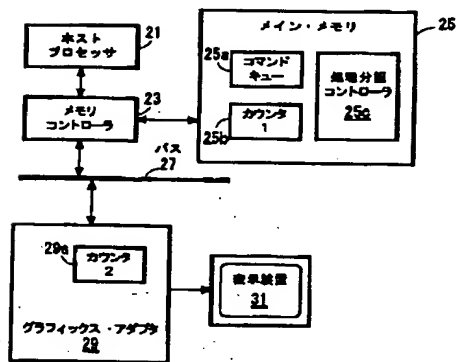 ホスト
プロセッサ
21
メモリ
コントローラ
23
バス
27
メイン・メモリ
25
25a
コマンド
キュー
25b
カウンタ
1
処理分配
コントローラ
25c
29a
カウンタ
2
グラフィックス・アダプタ
29
表示装置
31